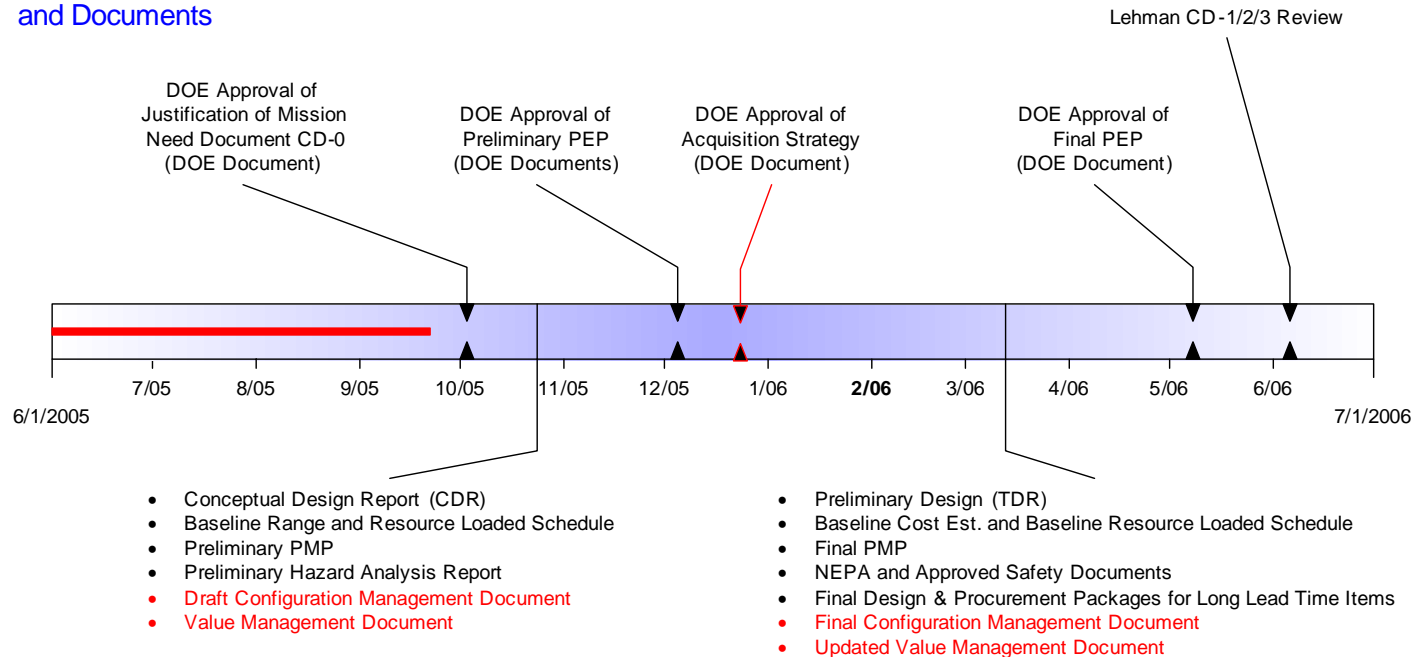 and Documents
Lehman CD-1/2/3 Review
DOE Approval of
Justification of Mission
Need Document CD-0
(DOE Document)
DOE Approval of
Preliminary PEP
(DOE Documents)
DOE Approval of
Acquisition Strategy
(DOE Document)
DOE Approval of
Final PEP
(DOE Document)
7/05 8/05 9/05 10/05 11/05 12/05 1/06 2/06 3/06 4/06 5/06 6/06
6/1/2005 7/1/2006
• Conceptual Design Report (CDR)
• Baseline Range and Resource Loaded Schedule
• Preliminary PMP
• Preliminary Hazard Analysis Report
• Draft Configuration Management Document
• Value Management Document
• Preliminary Design (TDR)
• Baseline Cost Est. and Baseline Resource Loaded Schedule
• Final PMP
• NEPA and Approved Safety Documents
• Final Design & Procurement Packages for Long Lead Time Items
• Final Configuration Management Document
• Updated Value Management Document